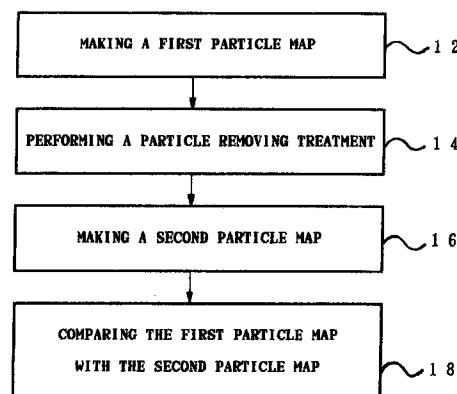 MAKING A FIRST PARTICLE MAP
12
PERFORMING A PARTICLE REMOVING TREATMENT
14
MAKING A SECOND PARTICLE MAP
16
COMPARING THE FIRST PARTICLE MAP
WITH THE SECOND PARTICLE MAP
18